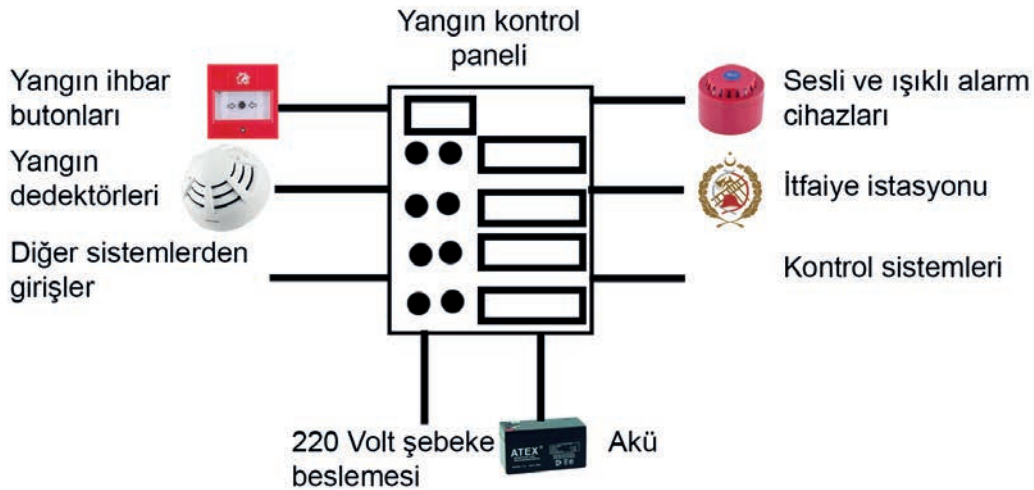 Yangın kontrol
paneli
Yangın ihbar
butonları
Yangın
dedektörleri
Diğer sistemlerden
girişler
Sesli ve ışıklı alarm
cihazları
İtfaiye istasyonu
Kontrol sistemleri
220 Volt şebeke
beslemesi
ATEX
Akü